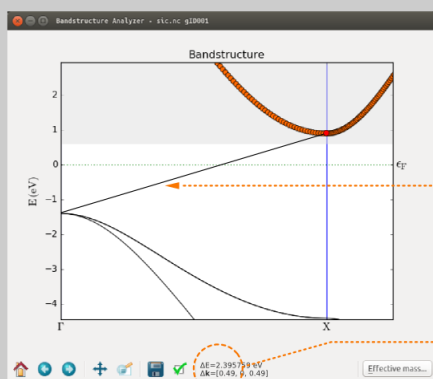 Bandstructure Analyzer - sic.nc gID001
Bandstructure
2
1
0
−1
−2
−3
−4
E (eV)
εF
Γ
X
ΔE=2.395759 eV
Δk=[0.49, 0, 0.49]
Effective mass...